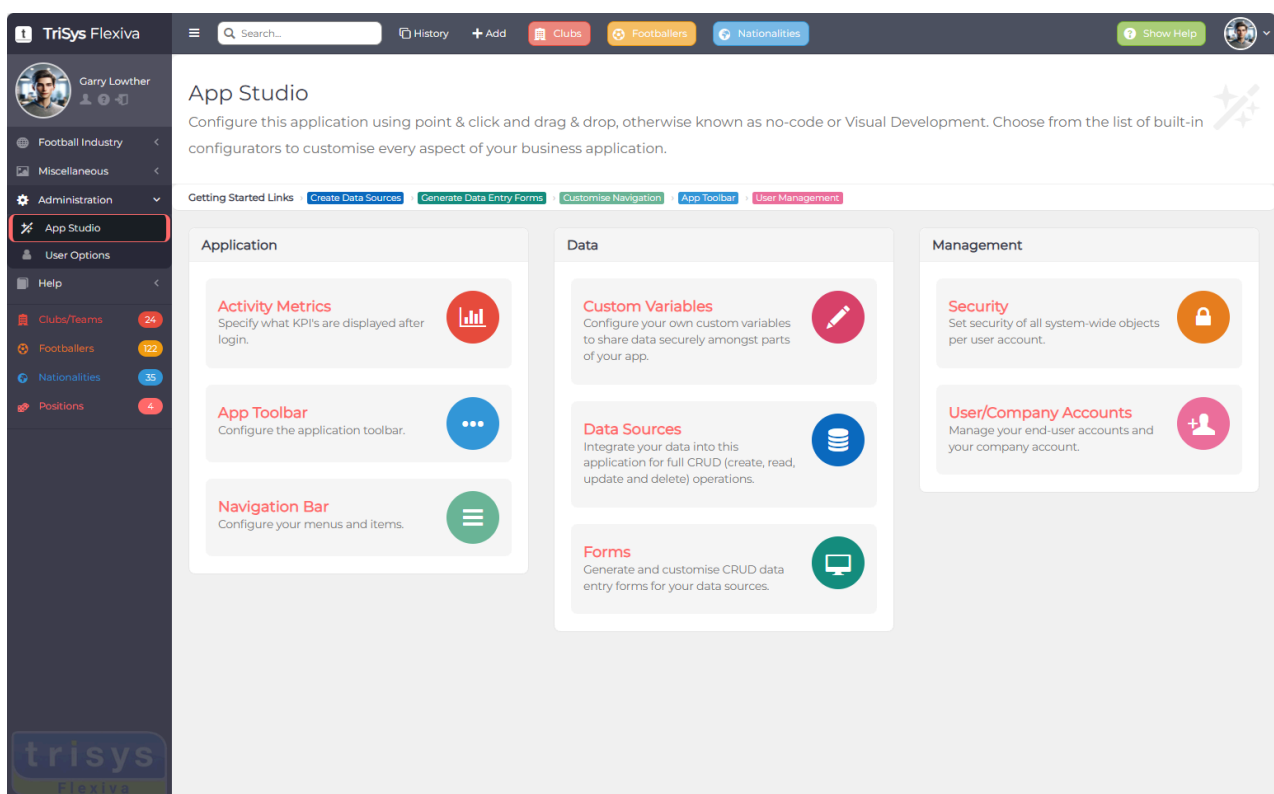 t TriSys Flexiva
Search...
History
+ Add
Clubs
Footballers
Nationalities
Show Help
Garry Lowther
Football Industry
Miscellaneous
Administration
App Studio
User Options
Help
Clubs/Teams 24
Footballers 122
Nationalities 35
Positions 4
trisys
Flexiva
App Studio
Configure this application using point & click and drag & drop, otherwise known as no-code or Visual Development. Choose from the list of built-in
configurators to customise every aspect of your business application.
Getting Started Links Create Data Sources Generate Data Entry Forms Customise Navigation App Toolbar User Management
Application
Activity Metrics
Specify what KPI's are displayed after
login.
App Toolbar
Configure the application toolbar.
Navigation Bar
Configure your menus and items.
Data
Custom Variables
Configure your own custom variables
to share data securely amongst parts
of your app.
Data Sources
Integrate your data into this
application for full CRUD (create, read,
update and delete) operations.
Forms
Generate and customise CRUD data
entry forms for your data sources.
Management
Security
Set security of all system-wide objects
per user account.
User/Company Accounts
Manage your end-user accounts and
your company account.